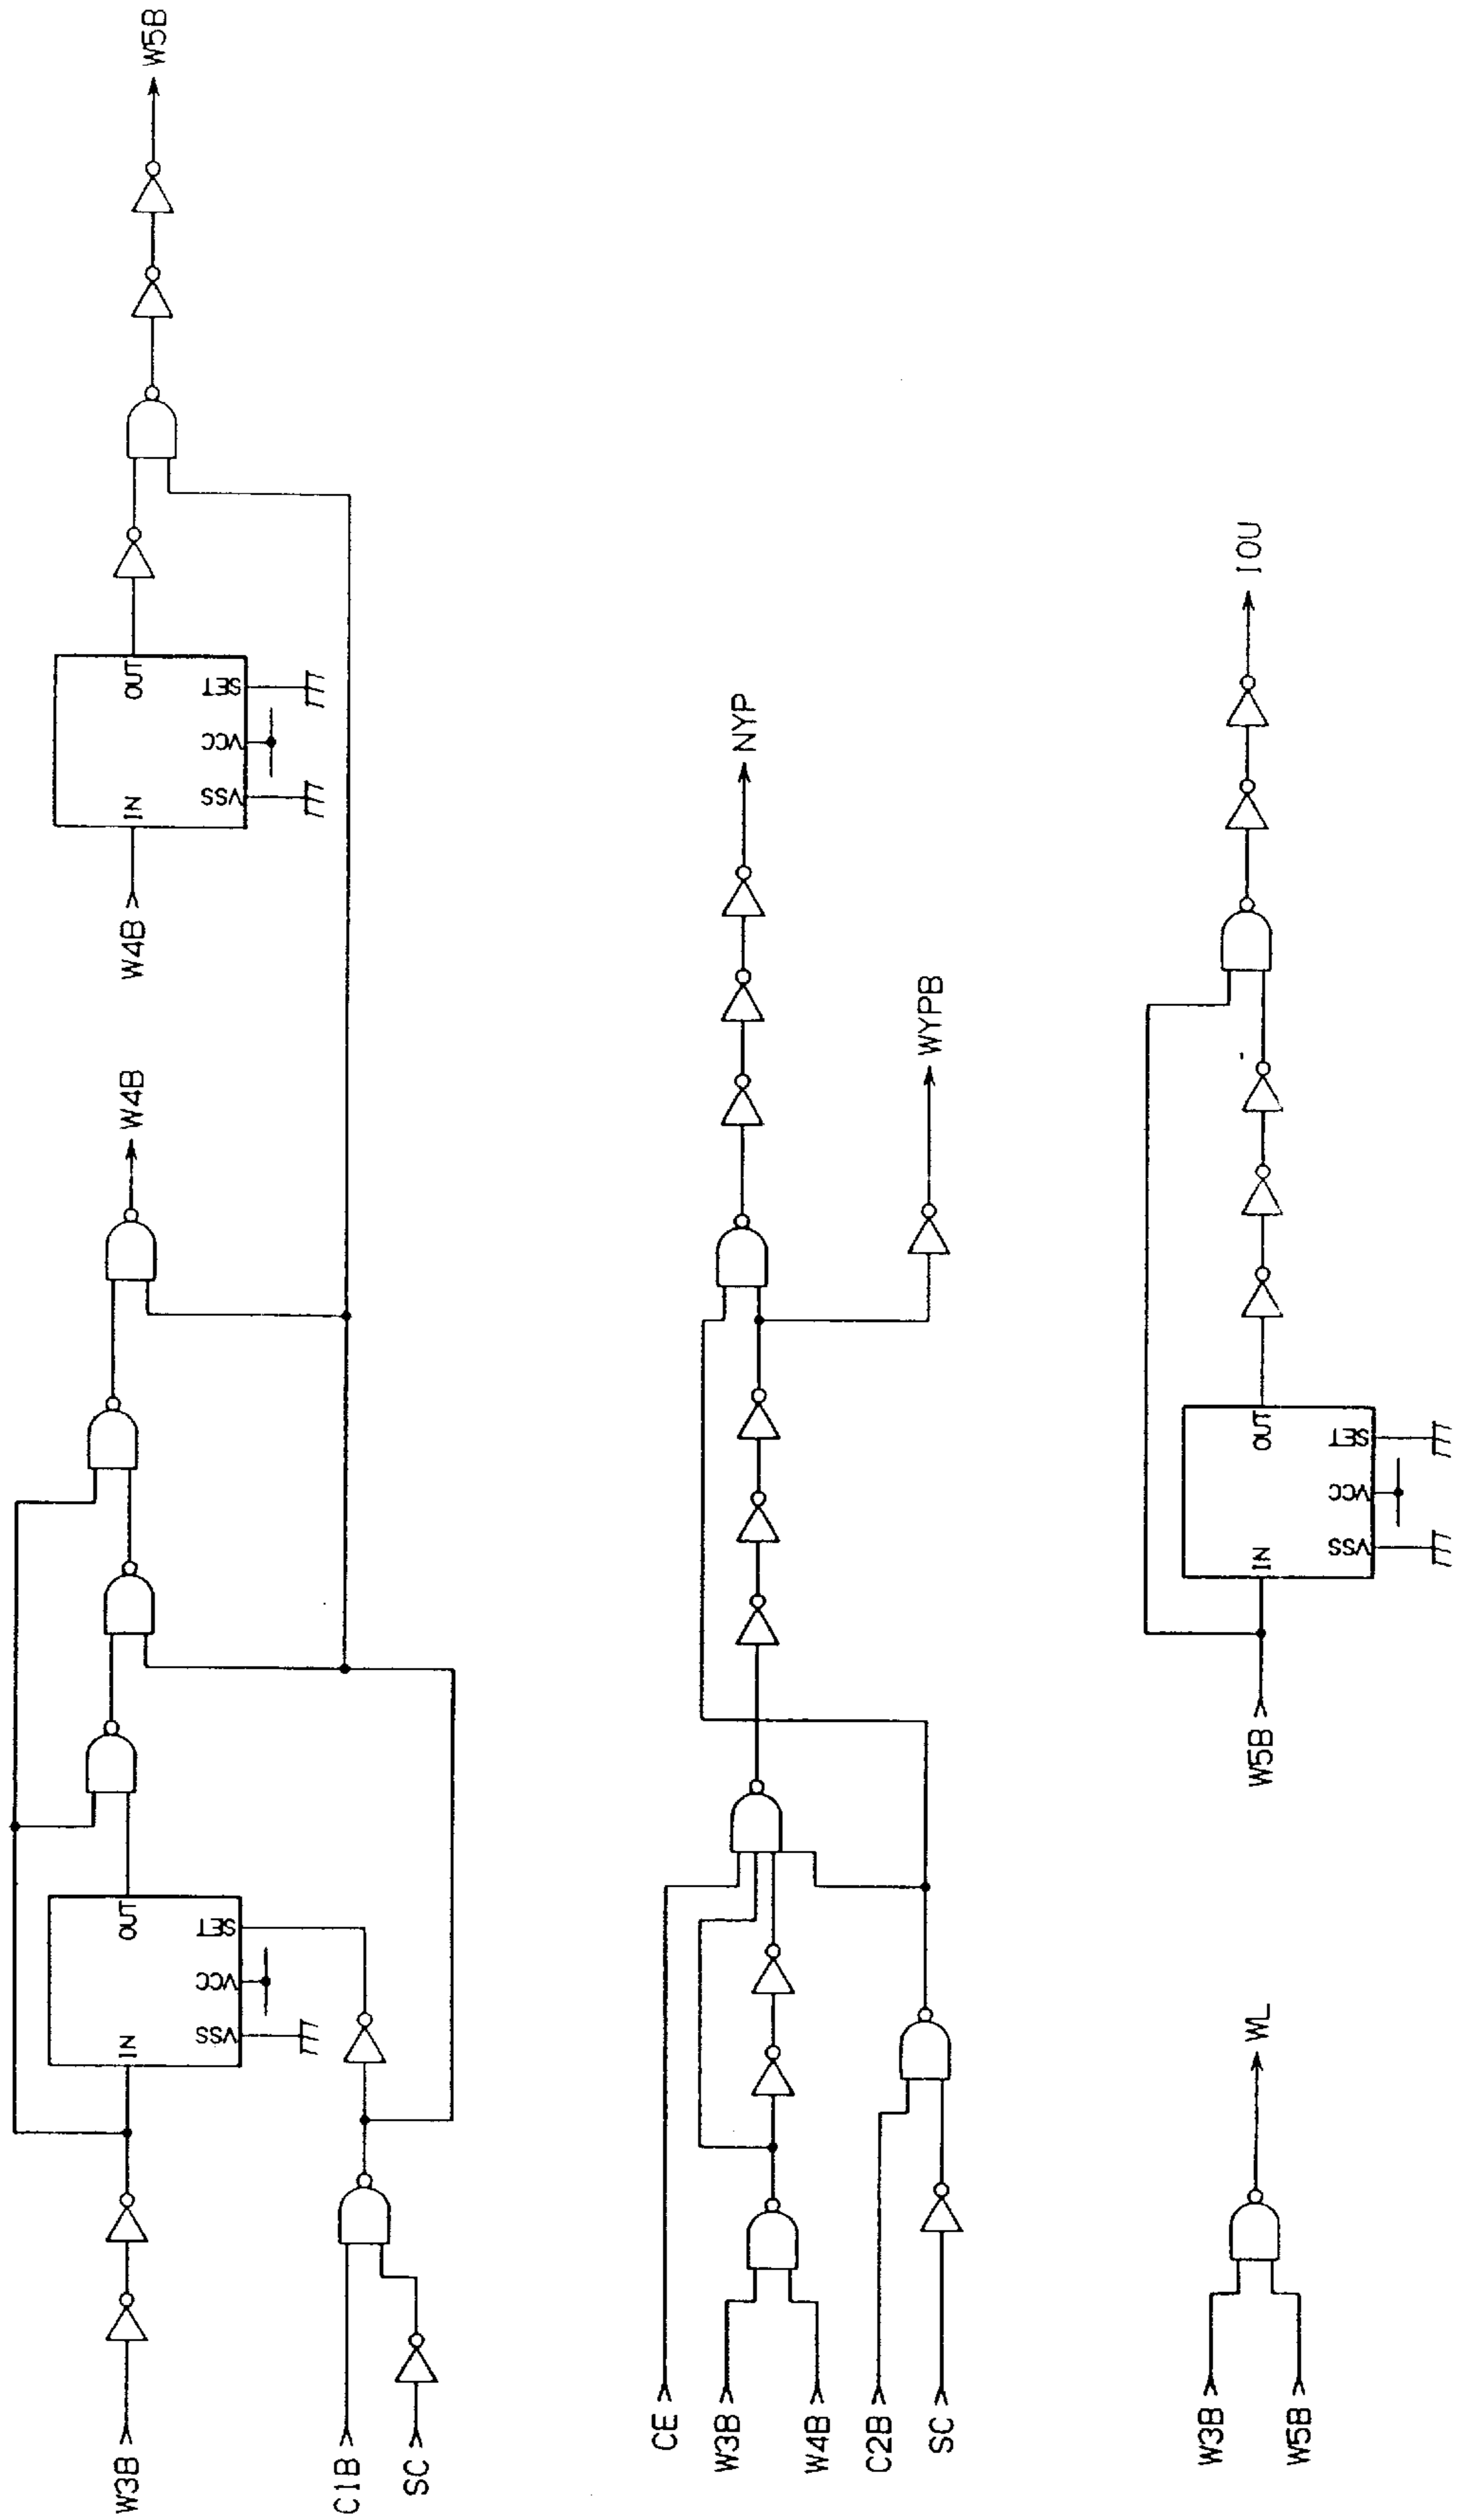 W3B
C1B
SC
IN
OUT
VSS
VCC
SET
W4B
W4B
IN
OUT
VSS
VCC
SET
W5B
CE
W3B
W4B
C2B
SC
NYP
WYPB
W3B
W5B
WL
W5B
IN
OUT
VSS
VCC
SET
IOU